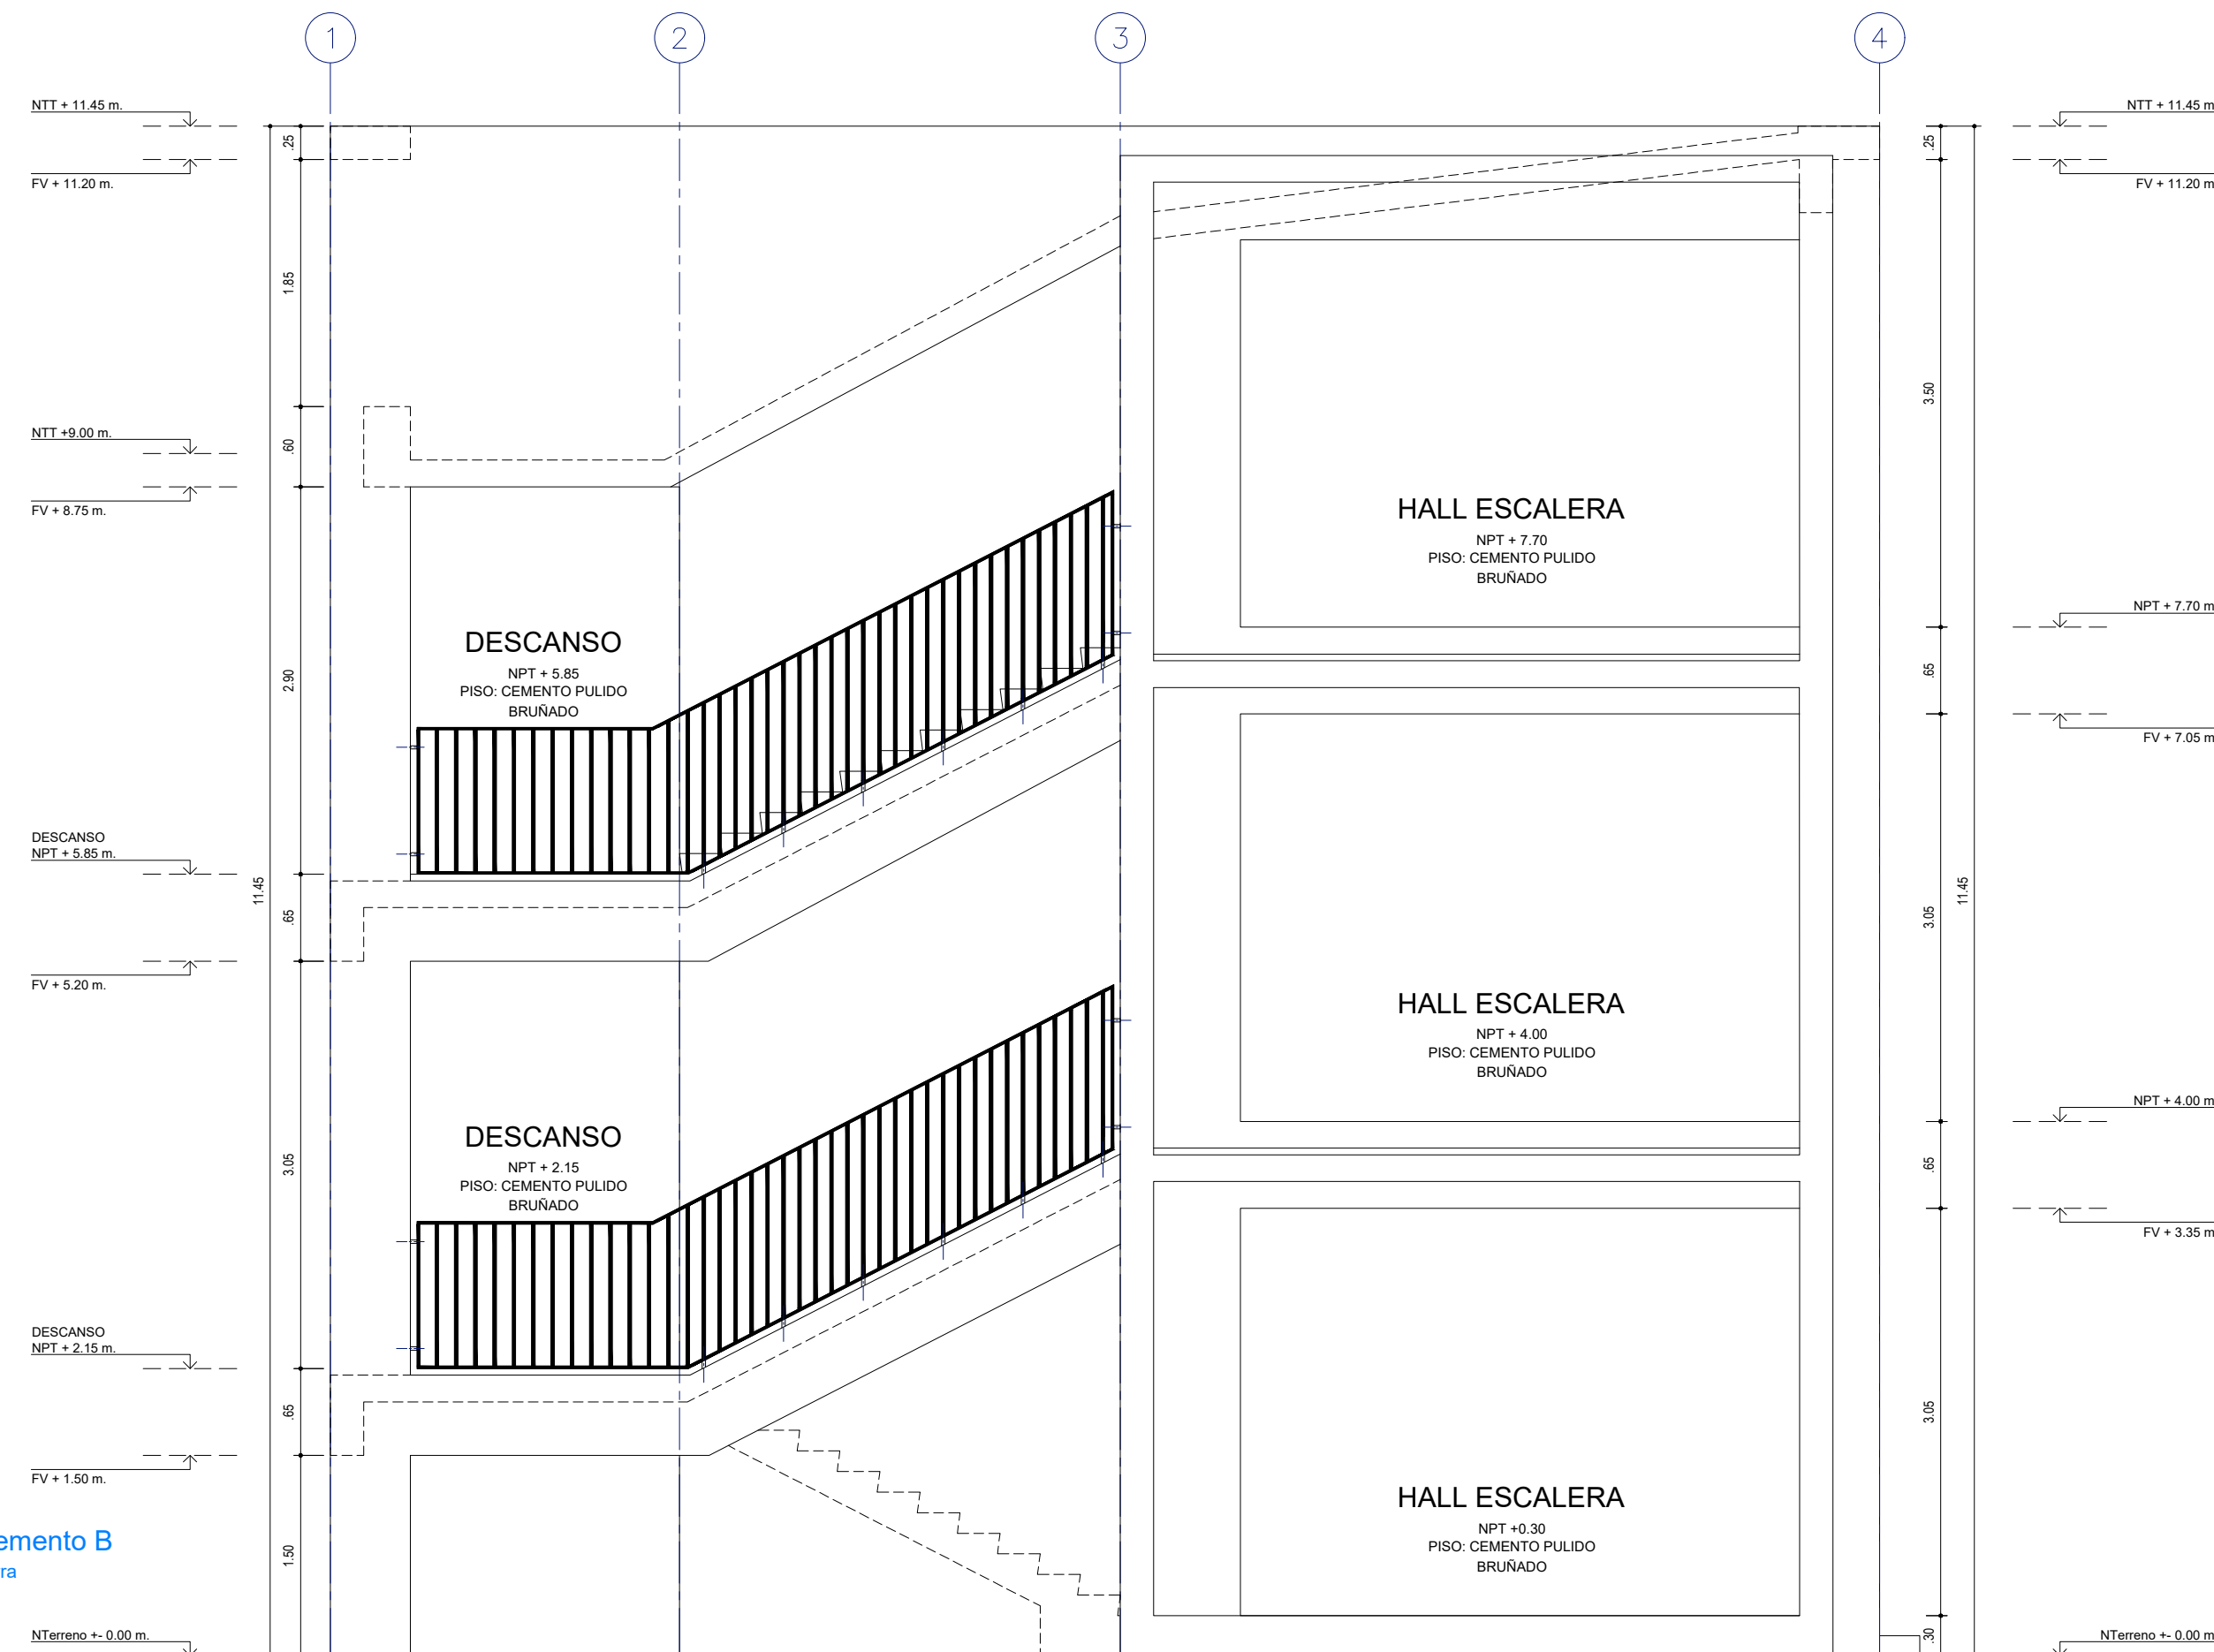 1 2 3 4
NTT + 11.45 m.
FV + 11.20 m.
NTT +9.00 m.
FV + 8.75 m.
DESCANSO
NPT + 5.85 m.
FV + 5.20 m.
DESCANSO
NPT + 2.15 m.
FV + 1.50 m.
emento B
ra
NTerreno +- 0.00 m.
11.45
.25
1.85
.60
2.90
.65
3.05
.65
1.50
DESCANSO
NPT + 5.85
PISO: CEMENTO PULIDO
BRUÑADO
DESCANSO
NPT + 2.15
PISO: CEMENTO PULIDO
BRUÑADO
HALL ESCALERA
NPT + 7.70
PISO: CEMENTO PULIDO
BRUÑADO
HALL ESCALERA
NPT + 4.00
PISO: CEMENTO PULIDO
BRUÑADO
HALL ESCALERA
NPT +0.30
PISO: CEMENTO PULIDO
BRUÑADO
.25
3.50
.65
3.05
.65
3.05
.30
11.45
NTT + 11.45 m
FV + 11.20 m
NPT + 7.70 m
FV + 7.05 m
NPT + 4.00 m
FV + 3.35 m
NTerreno +- 0.00 m